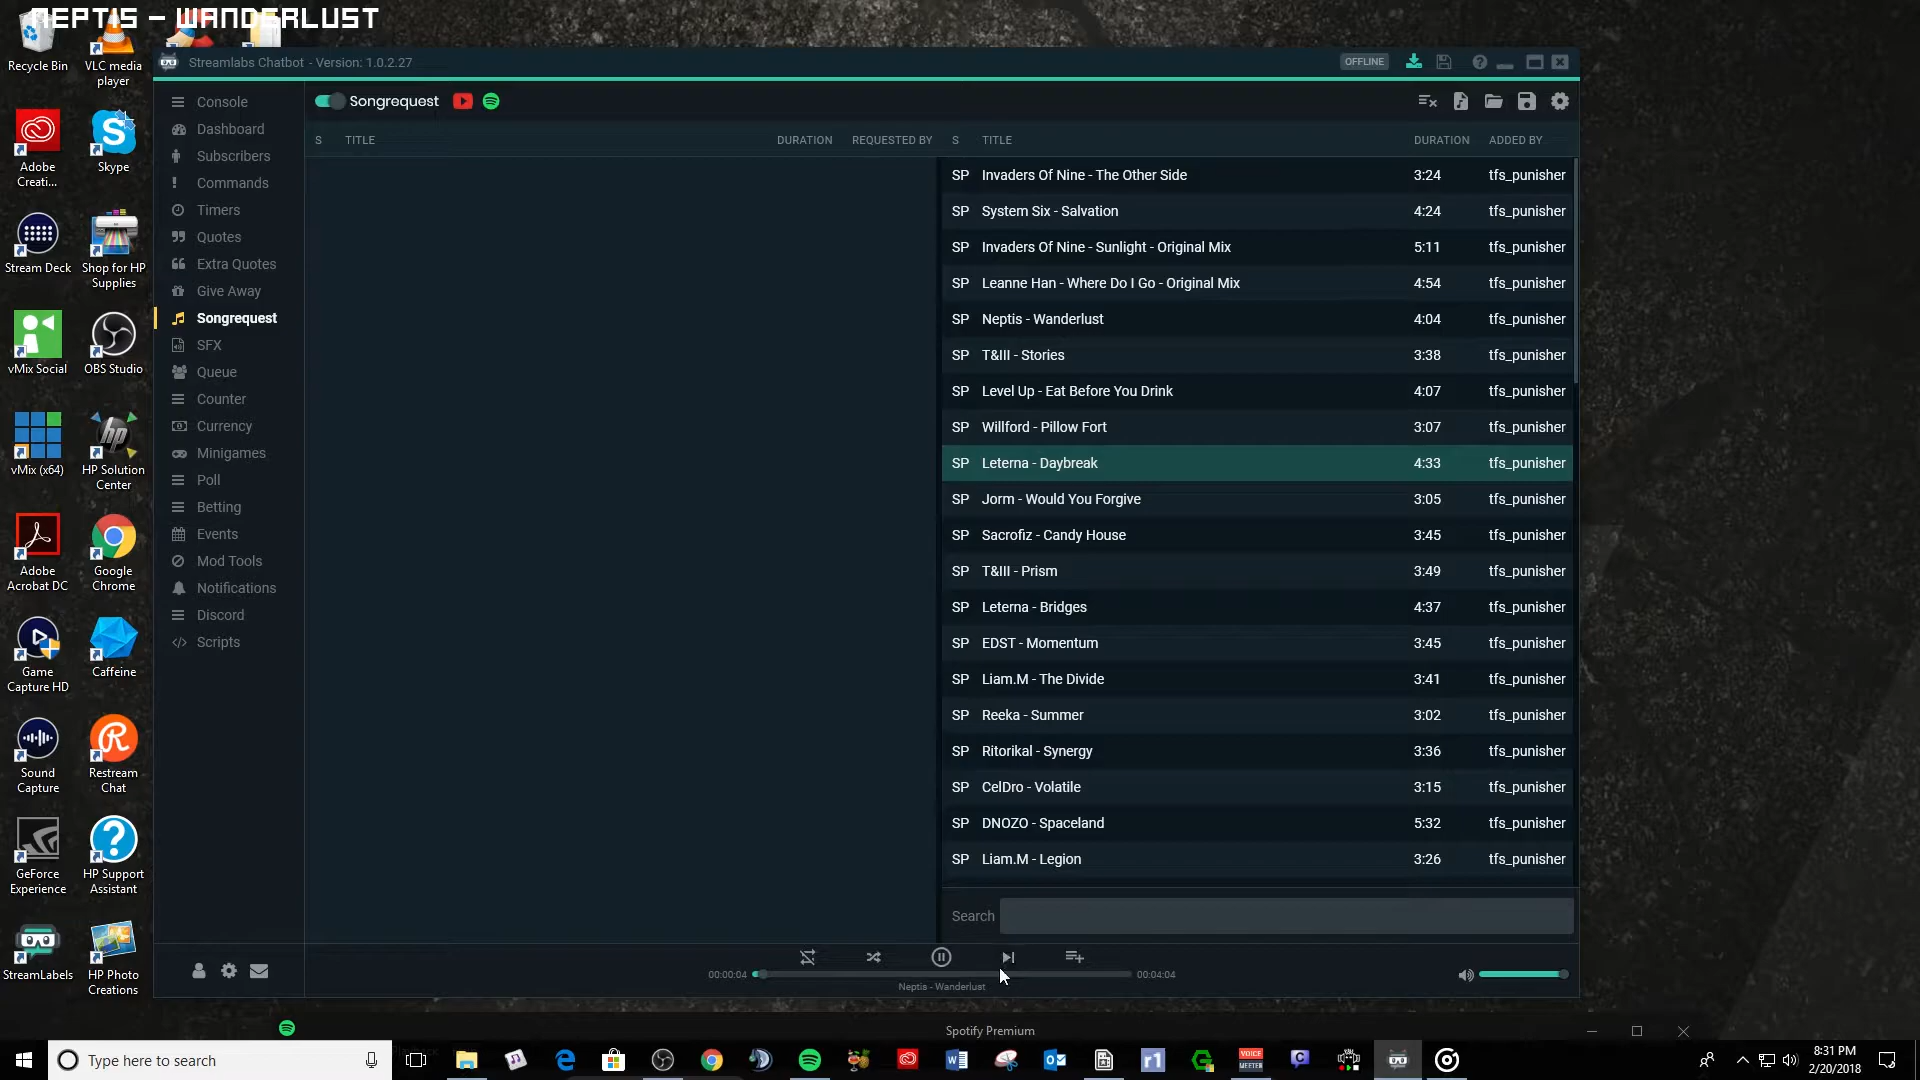 NEPTIS – WANDERLUST
Recycle Bin
VLC media player
Adobe Creati...
Skype
Stream Deck
Shop for HP Supplies
vMix Social
OBS Studio
vMix (x64)
HP Solution Center
Adobe Acrobat DC
Google Chrome
Game Capture HD
Caffeine
Sound Capture
Restream Chat
GeForce Experience
HP Support Assistant
StreamLabels
HP Photo Creations
Streamlabs Chatbot - Version: 1.0.2.27
OFFLINE
Console
Dashboard
Subscribers
Commands
Timers
Quotes
Extra Quotes
Give Away
Songrequest
SFX
Queue
Counter
Currency
Minigames
Poll
Betting
Events
Mod Tools
Notifications
Discord
Scripts
Songrequest
S TITLE DURATION REQUESTED BY
S TITLE DURATION ADDED BY
SP Invaders Of Nine - The Other Side 3:24 tfs_punisher
SP System Six - Salvation 4:24 tfs_punisher
SP Invaders Of Nine - Sunlight - Original Mix 5:11 tfs_punisher
SP Leanne Han - Where Do I Go - Original Mix 4:54 tfs_punisher
SP Neptis - Wanderlust 4:04 tfs_punisher
SP T&III - Stories 3:38 tfs_punisher
SP Level Up - Eat Before You Drink 4:07 tfs_punisher
SP Willford - Pillow Fort 3:07 tfs_punisher
SP Leterna - Daybreak 4:33 tfs_punisher
SP Jorm - Would You Forgive 3:05 tfs_punisher
SP Sacrofiz - Candy House 3:45 tfs_punisher
SP T&III - Prism 3:49 tfs_punisher
SP Leterna - Bridges 4:37 tfs_punisher
SP EDST - Momentum 3:45 tfs_punisher
SP Liam.M - The Divide 3:41 tfs_punisher
SP Reeka - Summer 3:02 tfs_punisher
SP Ritorikal - Synergy 3:36 tfs_punisher
SP CelDro - Volatile 3:15 tfs_punisher
SP DNOZO - Spaceland 5:32 tfs_punisher
SP Liam.M - Legion 3:26 tfs_punisher
Search
00:00:04 00:04:04
Neptis - Wanderlust
Spotify Premium
Type here to search
VOICE MEETER
8:31 PM
2/20/2018